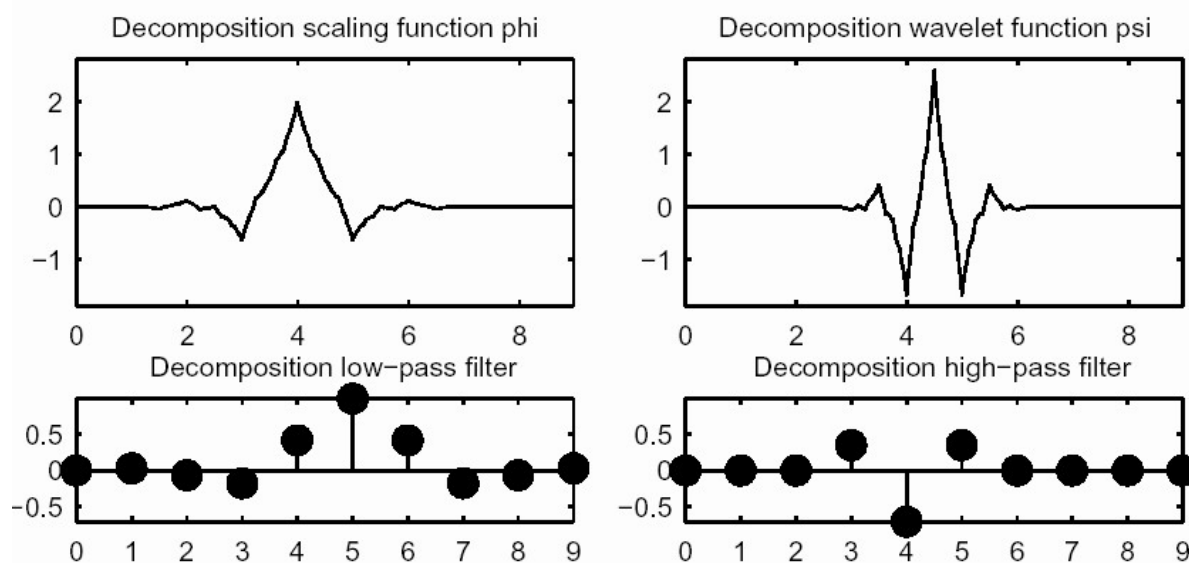 Decomposition scaling function phi
Decomposition wavelet function psi
2
1
0
−1
0 2 4 6 8
2
1
0
−1
0 2 4 6 8
Decomposition low−pass filter
Decomposition high−pass filter
0.5
0
−0.5
0 1 2 3 4 5 6 7 8 9
0.5
0
−0.5
0 1 2 3 4 5 6 7 8 9